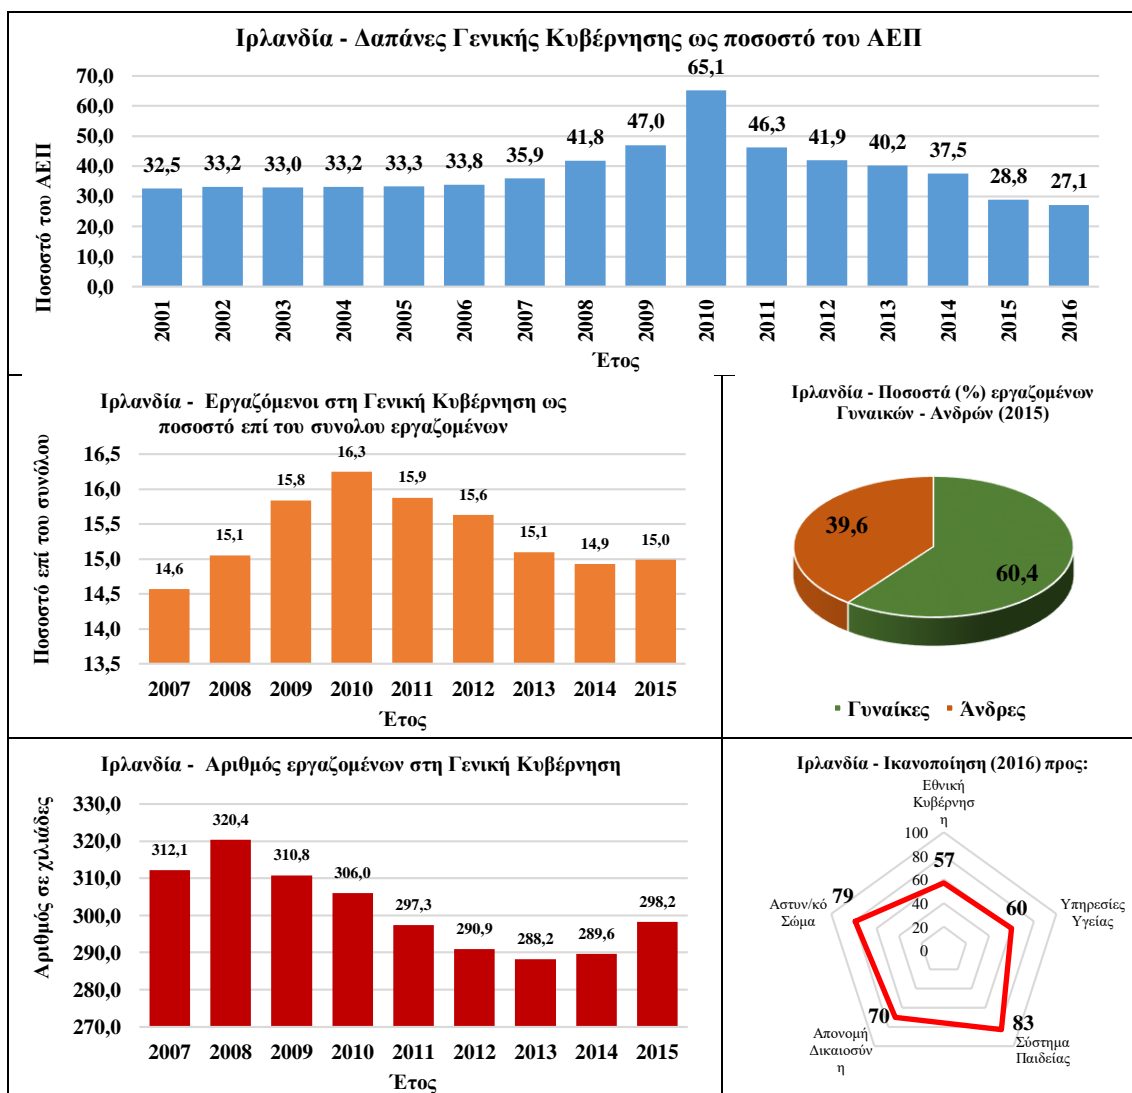 Ιρλανδία - Δαπάνες Γενικής Κυβέρνησης ως ποσοστό του ΑΕΠ
Ποσοστό του ΑΕΠ
70,0
60,0
50,0
40,0
30,0
20,0
10,0
0,0
32,5 33,2 33,0 33,2 33,3 33,8 35,9 41,8 47,0 65,1 46,3 41,9 40,2 37,5 28,8 27,1
2001 2002 2003 2004 2005 2006 2007 2008 2009 2010 2011 2012 2013 2014 2015 2016
Έτος
Ιρλανδία - Εργαζόμενοι στη Γενική Κυβέρνηση ως
ποσοστό επί του συνολου εργαζομένων
Ποσοστό επί του συνόλου
16,5
16,0
15,5
15,0
14,5
14,0
13,5
14,6 15,1 15,8 16,3 15,9 15,6 15,1 14,9 15,0
2007 2008 2009 2010 2011 2012 2013 2014 2015
Έτος
Ιρλανδία - Ποσοστά (%) εργαζομένων
Γυναικών - Ανδρών (2015)
39,6
60,4
Γυναίκες Άνδρες
Ιρλανδία - Αριθμός εργαζομένων στη Γενική Κυβέρνηση
Αριθμός σε χιλιάδες
330,0
320,0
310,0
300,0
290,0
280,0
270,0
312,1 320,4 310,8 306,0 297,3 290,9 288,2 289,6 298,2
2007 2008 2009 2010 2011 2012 2013 2014 2015
Έτος
Ιρλανδία - Ικανοποίηση (2016) προς:
Εθνική
Κυβέρνησ
η
100
80
60
40
20
0
57
60
83
70
79
Υπηρεσίες
Υγείας
Σύστημα
Παιδείας
Απονομή
Δικαιοσύν
η
Αστυν/κό
Σώμα